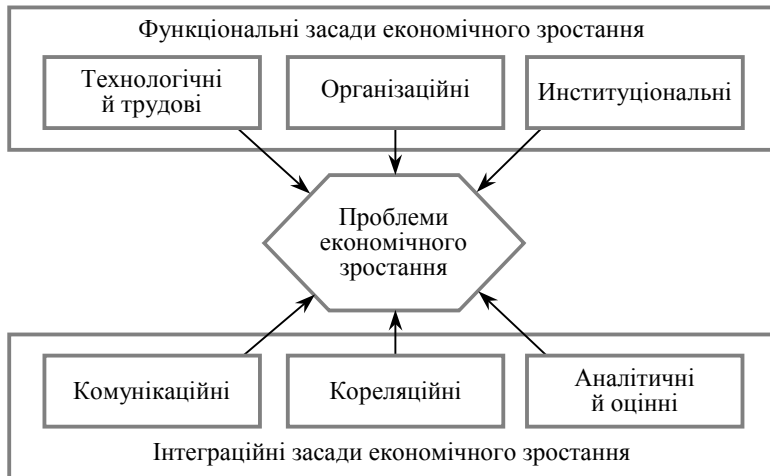 Функціональні засади економічного зростання
Технологічні
й трудові
Організаційні
Институціональні
Проблеми
економічного
зростання
Комунікаційні
Кореляційні
Аналітичні
й оцінні
Інтеграційні засади економічного зростання